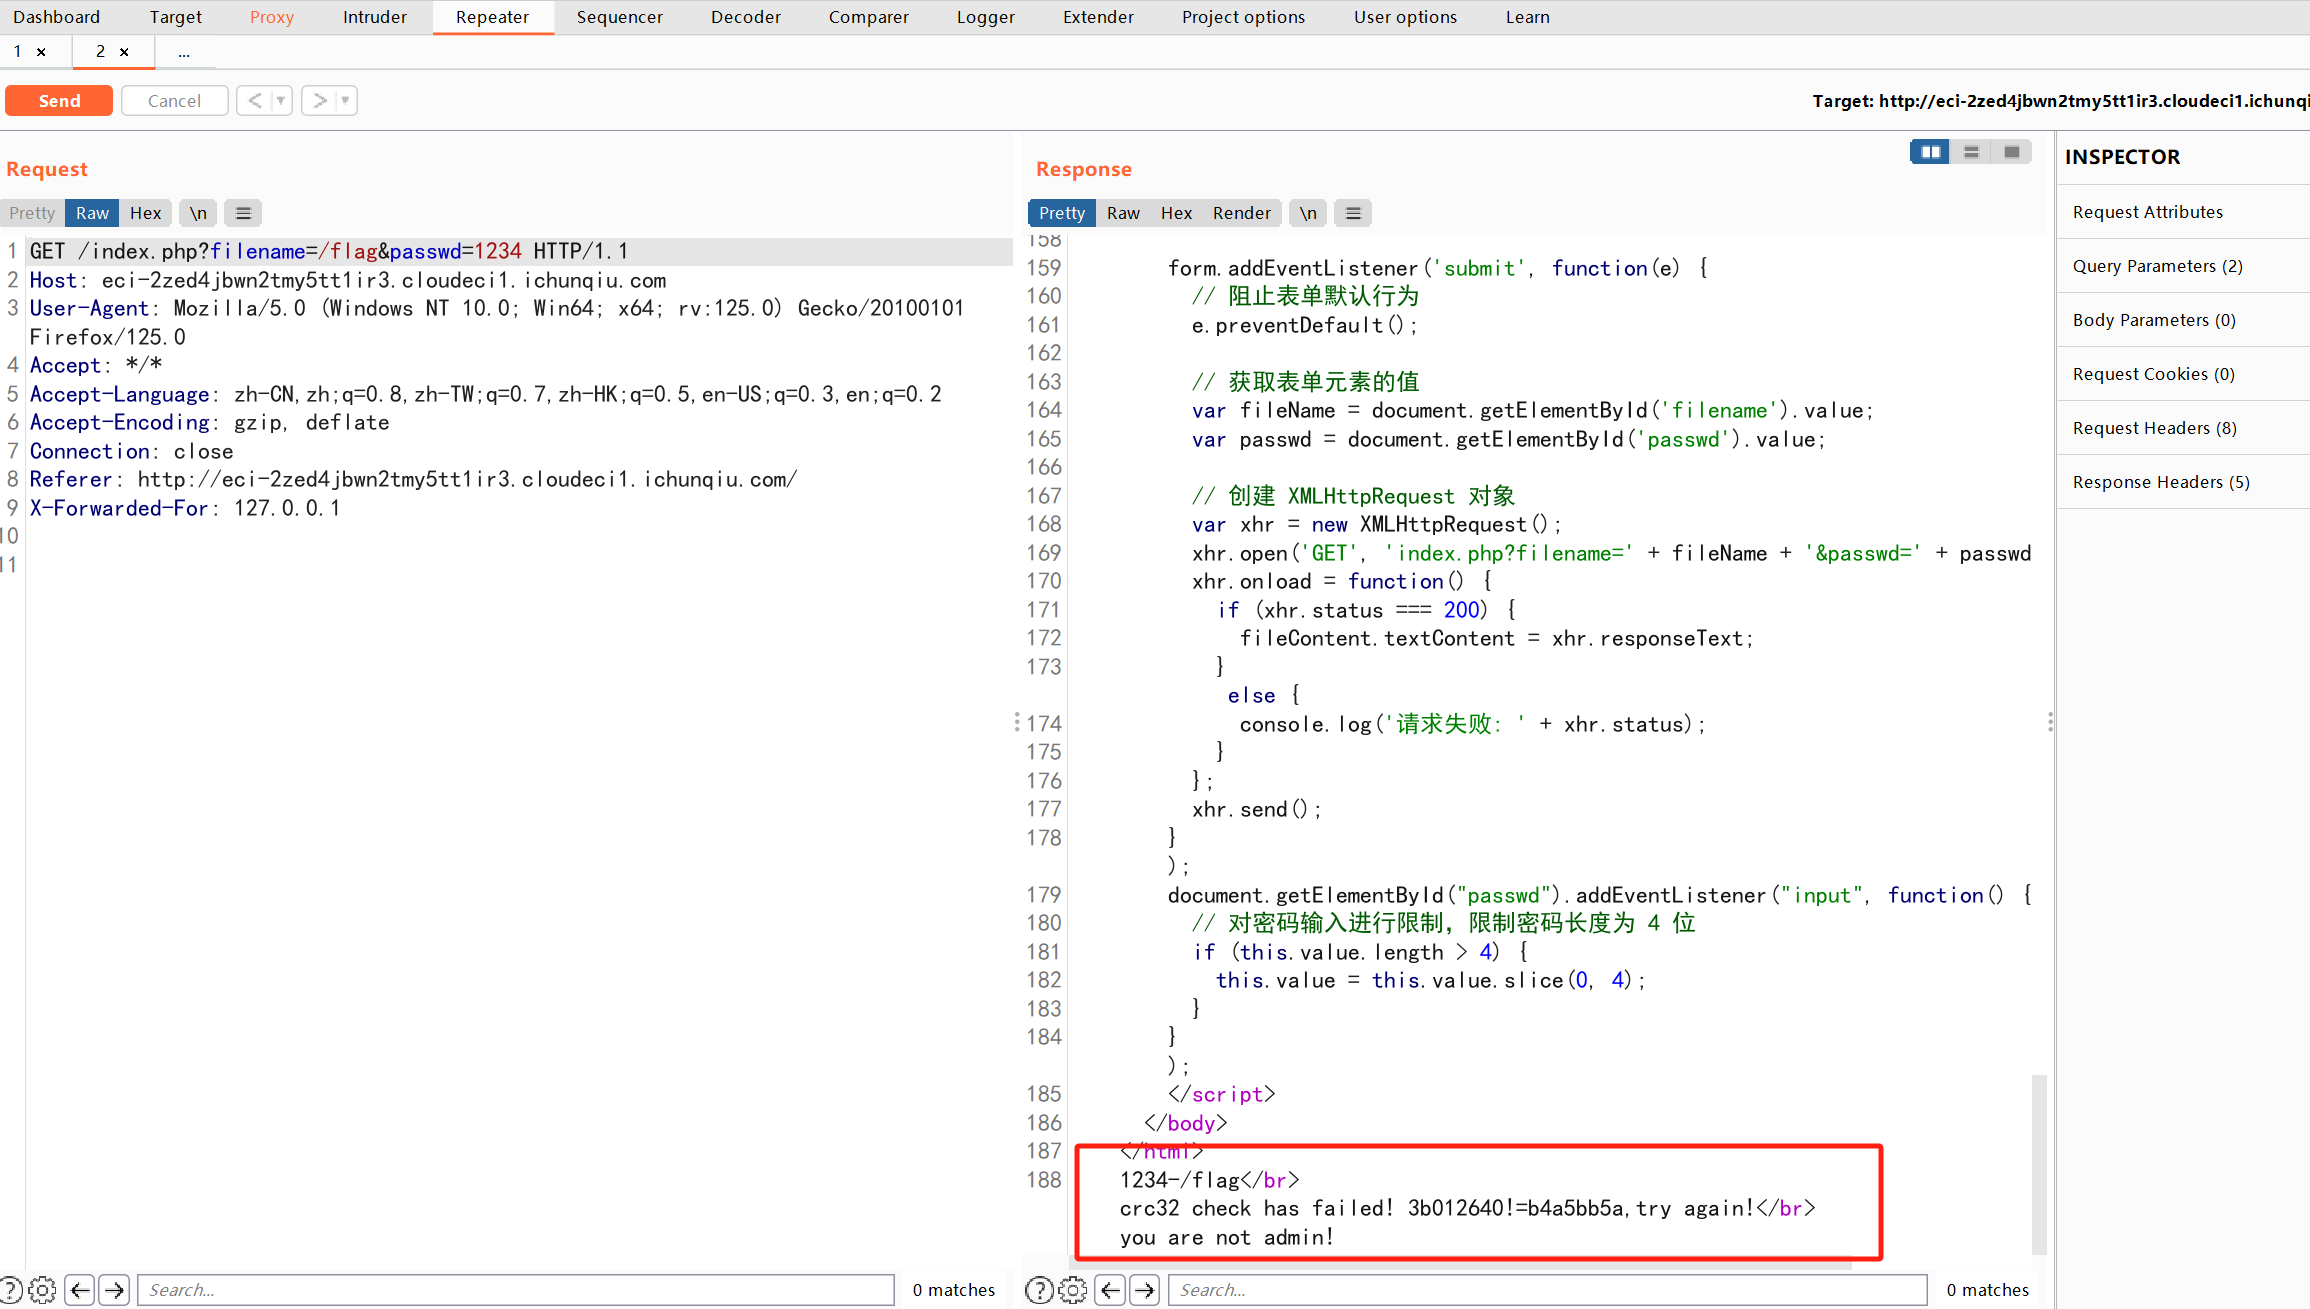 Dashboard Target Proxy Intruder Repeater Sequencer Decoder Comparer Logger Extender Project options User options Learn
1 × 2 × ...
Send Cancel < ▼ > ▼ Target: http://eci-2zed4jbwn2tmy5tt1ir3.cloudeci1.ichunqi
Request
Pretty Raw Hex \n
1 GET /index.php?filename=/flag&passwd=1234 HTTP/1.1
2 Host: eci-2zed4jbwn2tmy5tt1ir3.cloudeci1.ichunqiu.com
3 User-Agent: Mozilla/5.0 (Windows NT 10.0; Win64; x64; rv:125.0) Gecko/20100101
Firefox/125.0
4 Accept: */*
5 Accept-Language: zh-CN,zh;q=0.8,zh-TW;q=0.7,zh-HK;q=0.5,en-US;q=0.3,en;q=0.2
6 Accept-Encoding: gzip, deflate
7 Connection: close
8 Referer: http://eci-2zed4jbwn2tmy5tt1ir3.cloudeci1.ichunqiu.com/
9 X-Forwarded-For: 127.0.0.1
10
11
? Search... 0 matches
Response
Pretty Raw Hex Render \n
158
159 form.addEventListener('submit', function(e) {
160 // 阻止表单默认行为
161 e.preventDefault();
162
163 // 获取表单元素的值
164 var fileName = document.getElementById('filename').value;
165 var passwd = document.getElementById('passwd').value;
166
167 // 创建 XMLHttpRequest 对象
168 var xhr = new XMLHttpRequest();
169 xhr.open('GET', 'index.php?filename=' + fileName + '&passwd=' + passwd
170 xhr.onload = function() {
171 if (xhr.status === 200) {
172 fileContent.textContent = xhr.responseText;
173 }
else {
174 console.log('请求失败: ' + xhr.status);
175 }
176 };
177 xhr.send();
178 }
);
179 document.getElementById("passwd").addEventListener("input", function() {
180 // 对密码输入进行限制，限制密码长度为 4 位
181 if (this.value.length > 4) {
182 this.value = this.value.slice(0, 4);
183 }
184 }
);
185 </script>
186 </body>
187 </html>
188 1234-/flag</br>
crc32 check has failed! 3b012640!=b4a5bb5a,try again!</br>
you are not admin!
? Search... 0 matches
INSPECTOR
Request Attributes
Query Parameters (2)
Body Parameters (0)
Request Cookies (0)
Request Headers (8)
Response Headers (5)